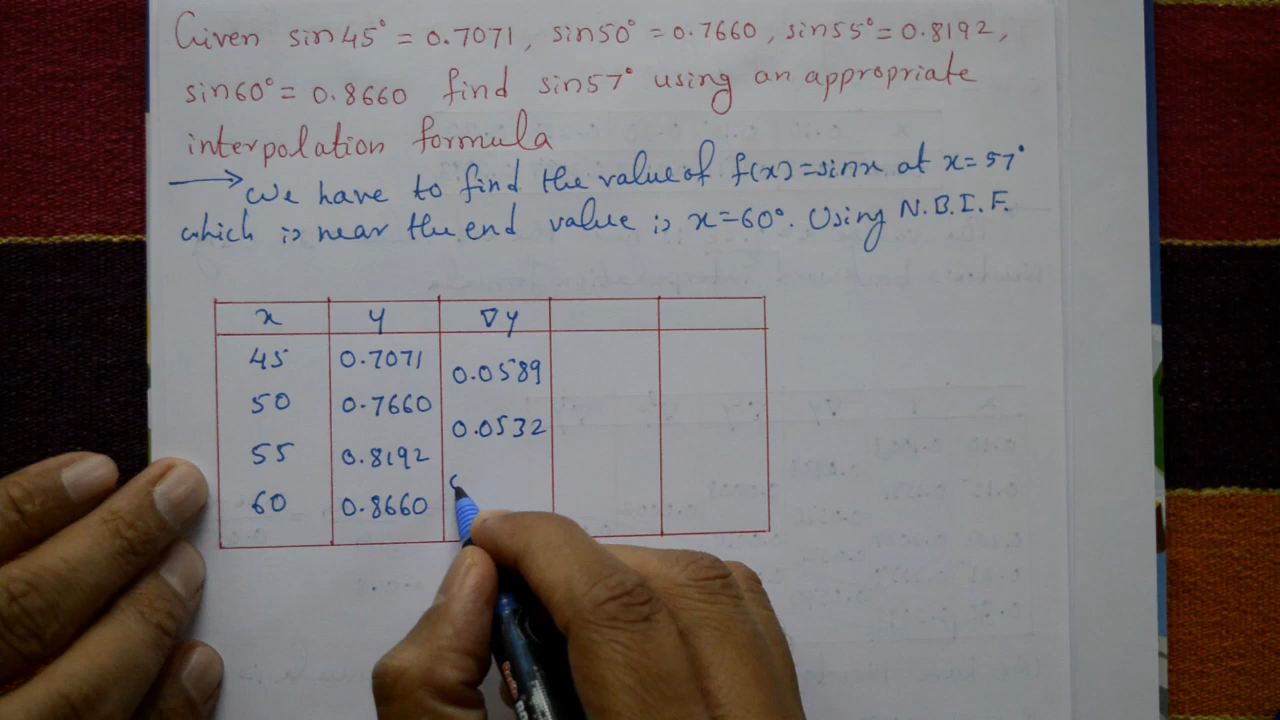 Given sin45° = 0.7071, sin50° = 0.7660, sin55° = 0.8192,
sin60° = 0.8660 find sin57° using an appropriate
interpolation formula
→ We have to find the value of f(x)=sinx at x=57°
which is near the end value is x=60°. Using N.B.I.F.
x y ∇y
45 0.7071
0.0589
50 0.7660
0.0532
55 0.8192
60 0.8660